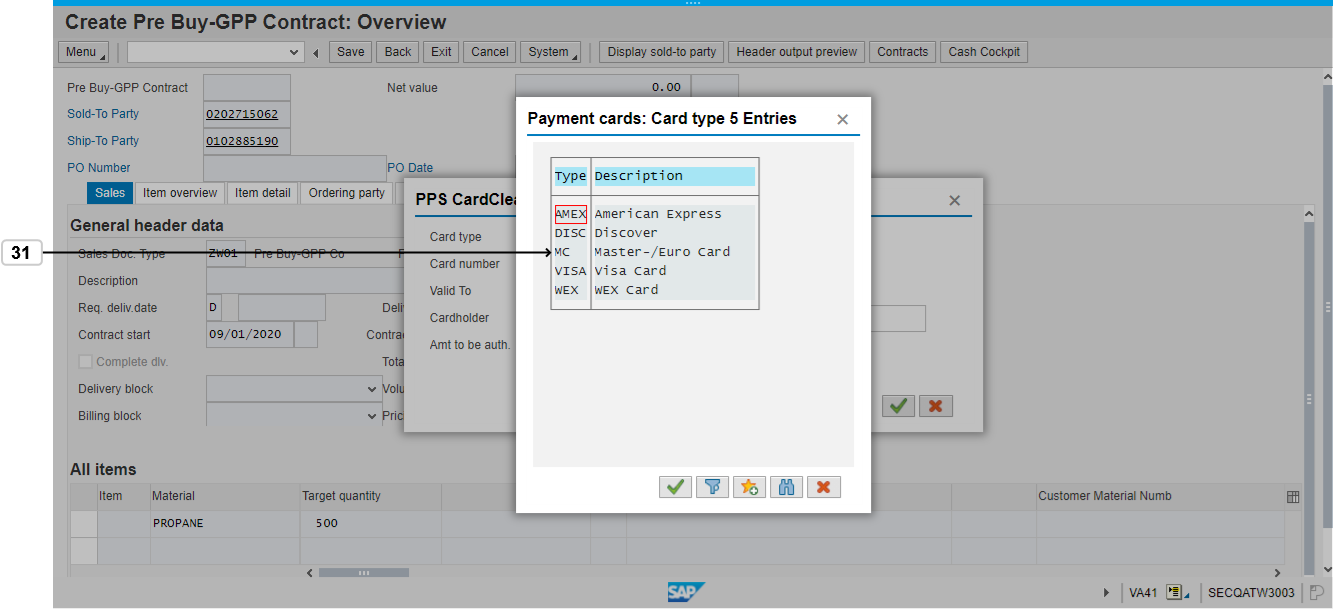 Create Pre Buy-GPP Contract: Overview
Menu Save Back Exit Cancel System Display sold-to party Header output preview Contracts Cash Cockpit
Pre Buy-GPP Contract Net value 0.00
Sold-To Party 0202715062
Ship-To Party 0102885190
PO Number PO Date
Sales Item overview Item detail Ordering party
General header data
Sales Doc. Type ZW01 Pre Buy-GPP Co
Description
Req. deliv.date D Deli
Contract start 09/01/2020 Contrac
Complete dlv. Tota
Delivery block Volu
Billing block Pric
All items
Item Material Target quantity Customer Material Numb
PROPANE 500
PPS CardClea
Card type
Card number
Valid To
Cardholder
Amt to be auth.
Payment cards: Card type 5 Entries
Type Description
AMEX American Express
DISC Discover
MC Master-/Euro Card
VISA Visa Card
WEX WEX Card
31
SAP
VA41 SECQATW3003